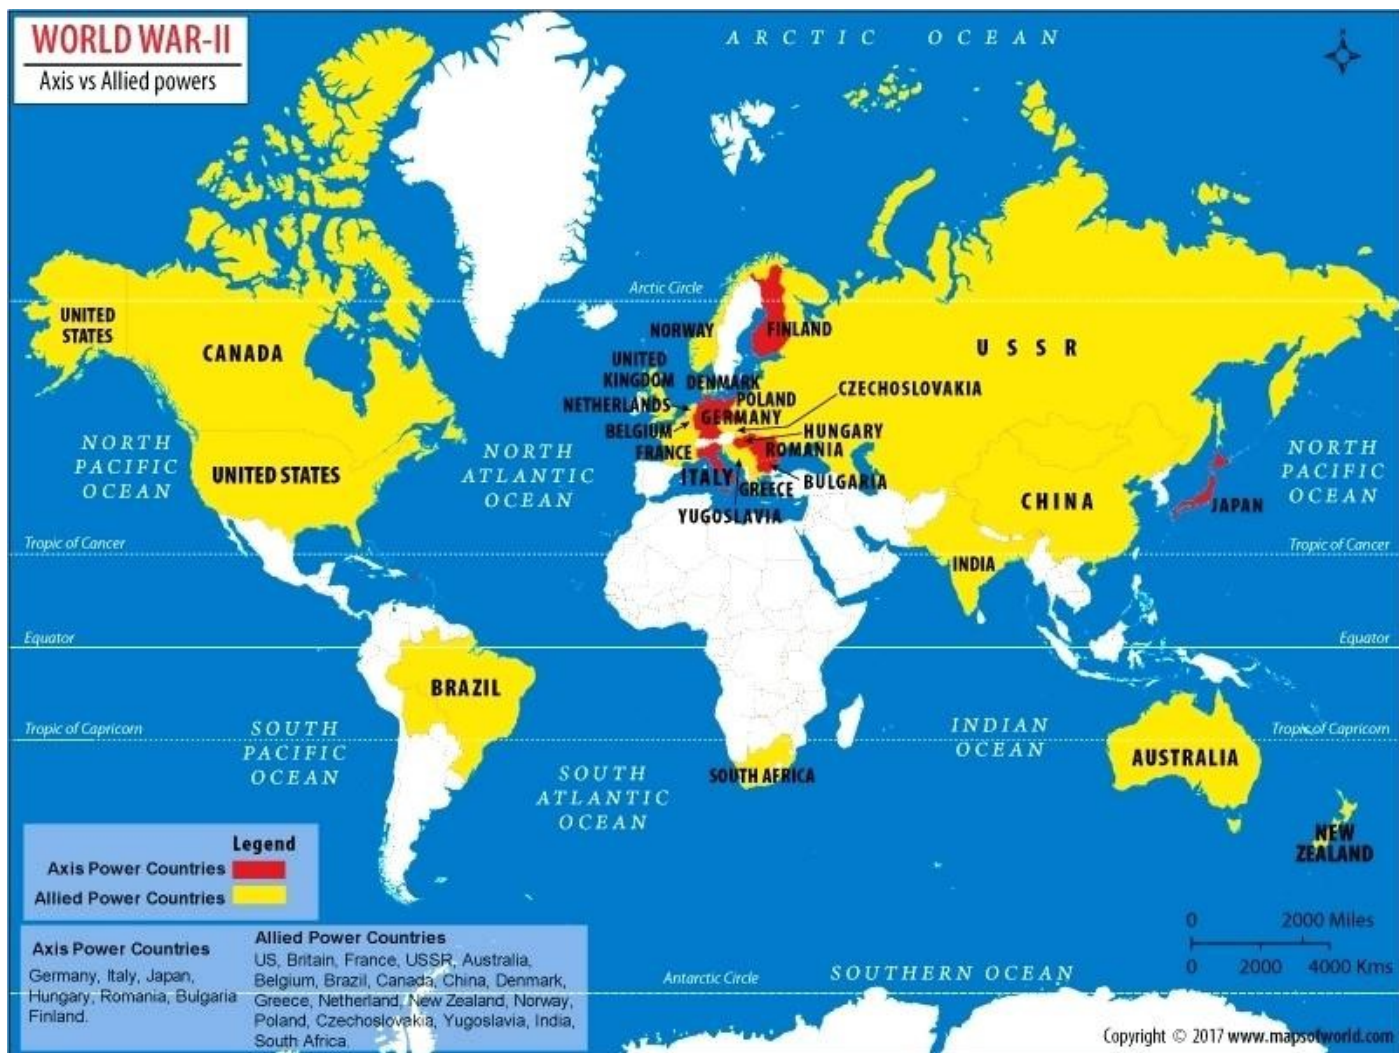 WORLD WAR-II
Axis vs Allied powers
ARCTIC OCEAN
N
Arctic Circle
UNITED
STATES
CANADA
NORWAY
FINLAND
USSR
UNITED
KINGDOM
DENMARK
CZECHOSLOVAKIA
NETHERLANDS
POLAND
GERMANY
BELGIUM
HUNGARY
FRANCE
ROMANIA
NORTH
PACIFIC
OCEAN
UNITED STATES
NORTH
ATLANTIC
OCEAN
ITALY
GREECE
BULGARIA
YUGOSLAVIA
CHINA
JAPAN
NORTH
PACIFIC
OCEAN
Tropic of Cancer
Tropic of Cancer
INDIA
Equator
Equator
BRAZIL
Tropic of Capricorn
Tropic of Capricorn
SOUTH
PACIFIC
OCEAN
INDIAN
OCEAN
SOUTH AFRICA
AUSTRALIA
SOUTH
ATLANTIC
OCEAN
NEW
ZEALAND
Legend
Axis Power Countries
Allied Power Countries
Axis Power Countries
Germany, Italy, Japan,
Hungary, Romania, Bulgaria
Finland.
Allied Power Countries
US, Britain, France, USSR, Australia,
Belgium, Brazil, Canada, China, Denmark,
Greece, Netherland, New Zealand, Norway,
Poland, Czechoslovakia, Yugoslavia, India,
South Africa.
0 2000 Miles
0 2000 4000 Kms
Antarctic Circle
SOUTHERN OCEAN
Copyright © 2017 www.mapsofworld.com